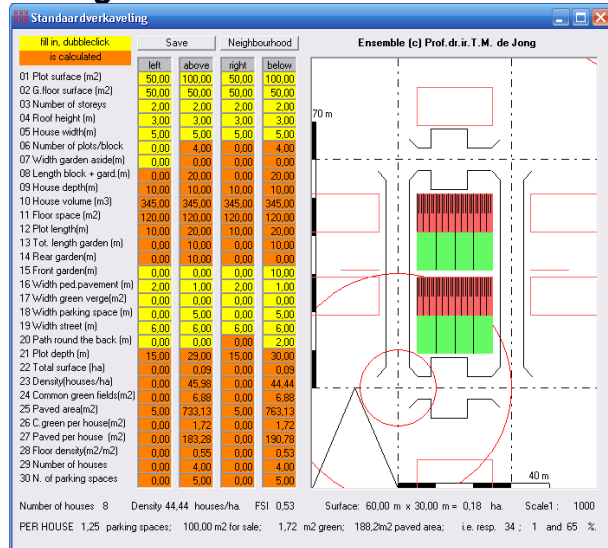 Standaardverkaveling
fill in, dubbleclick Save Neighbourhood Ensemble (c) Prof.dr.ir.T.M. de Jong
is calculated
left above right below
01 Plot surface (m2) 50,00 100,00 50,00 100,00
02 G.floor surface (m2) 50,00 50,00 50,00 50,00
03 Number of storeys 2,00 2,00 2,00 2,00
04 Roof height (m) 3,00 3,00 3,00 3,00
05 House width(m) 5,00 5,00 5,00 5,00
06 Number of plots/block 0,00 4,00 0,00 4,00
07 Width garden aside(m) 0,00 0,00 0,00 0,00
08 Length block + gard.(m) 0,00 20,00 0,00 20,00
09 House depth(m) 10,00 10,00 10,00 10,00
10 House volume (m3) 345,00 345,00 345,00 345,00
11 Floor space (m2) 120,00 120,00 120,00 120,00
12 Plot length(m) 10,00 20,00 10,00 20,00
13 Tot. length garden (m) 0,00 10,00 0,00 10,00
14 Rear garden(m) 0,00 10,00 0,00 10,00
15 Front garden(m) 0,00 0,00 0,00 10,00
16 Width ped.pavement (m) 2,00 1,00 2,00 1,00
17 Width green verge(m2) 0,00 0,00 0,00 0,00
18 Width parking space (m) 0,00 5,00 0,00 5,00
19 Width street (m) 6,00 6,00 6,00 6,00
20 Path round the back (m) 0,00 0,00 0,00 2,00
21 Plot depth (m) 15,00 29,00 15,00 30,00
22 Total surface (ha) 0,00 0,09 0,00 0,09
23 Density(houses/ha) 0,00 45,98 0,00 44,44
24 Common green fields(m2) 0,00 6,88 0,00 6,88
25 Paved area(m2) 5,00 733,13 5,00 763,13
26 C.green per house(m2) 0,00 1,72 0,00 1,72
27 Paved per house (m2) 0,00 183,28 0,00 190,78
28 Floor density(m2/m2) 0,00 0,55 0,00 0,53
29 Number of houses 0,00 4,00 0,00 4,00
30 N. of parking spaces 0,00 5,00 0,00 5,00
70 m
40 m
Number of houses 8 Density 44,44 houses/ha. FSI 0,53 Surface: 60,00 m x 30,00 m = 0,18 ha. Scale1 : 1000
PER HOUSE 1,25 parking spaces; 100,00 m2 for sale; 1,72 m2 green; 188,2m2 paved area; i.e. resp. 34 ; 1 and 65 %.